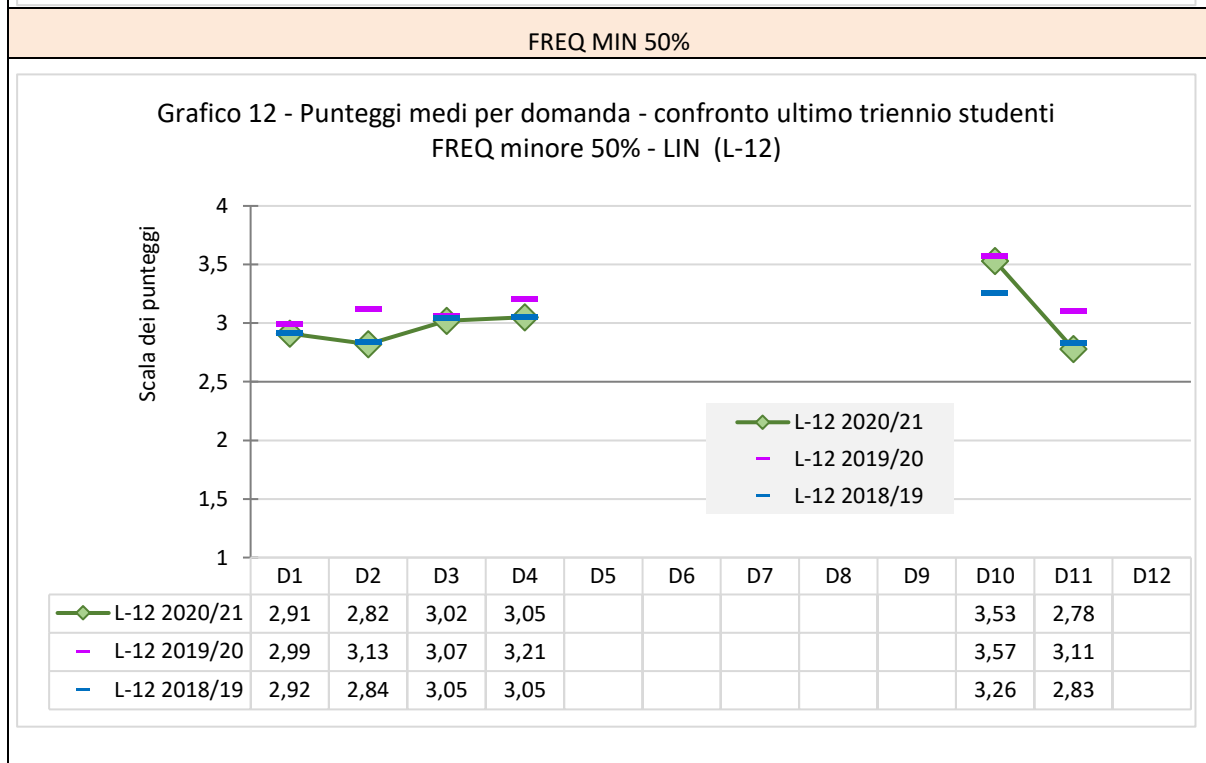 FREQ MIN 50%
Grafico 12 - Punteggi medi per domanda - confronto ultimo triennio studenti
FREQ minore 50% - LIN (L-12)
Scala dei punteggi
4
3,5
3
2,5
2
1,5
1
L-12 2020/21
L-12 2019/20
L-12 2018/19
D1 D2 D3 D4 D5 D6 D7 D8 D9 D10 D11 D12
L-12 2020/21 2,91 2,82 3,02 3,05 3,53 2,78
L-12 2019/20 2,99 3,13 3,07 3,21 3,57 3,11
L-12 2018/19 2,92 2,84 3,05 3,05 3,26 2,83